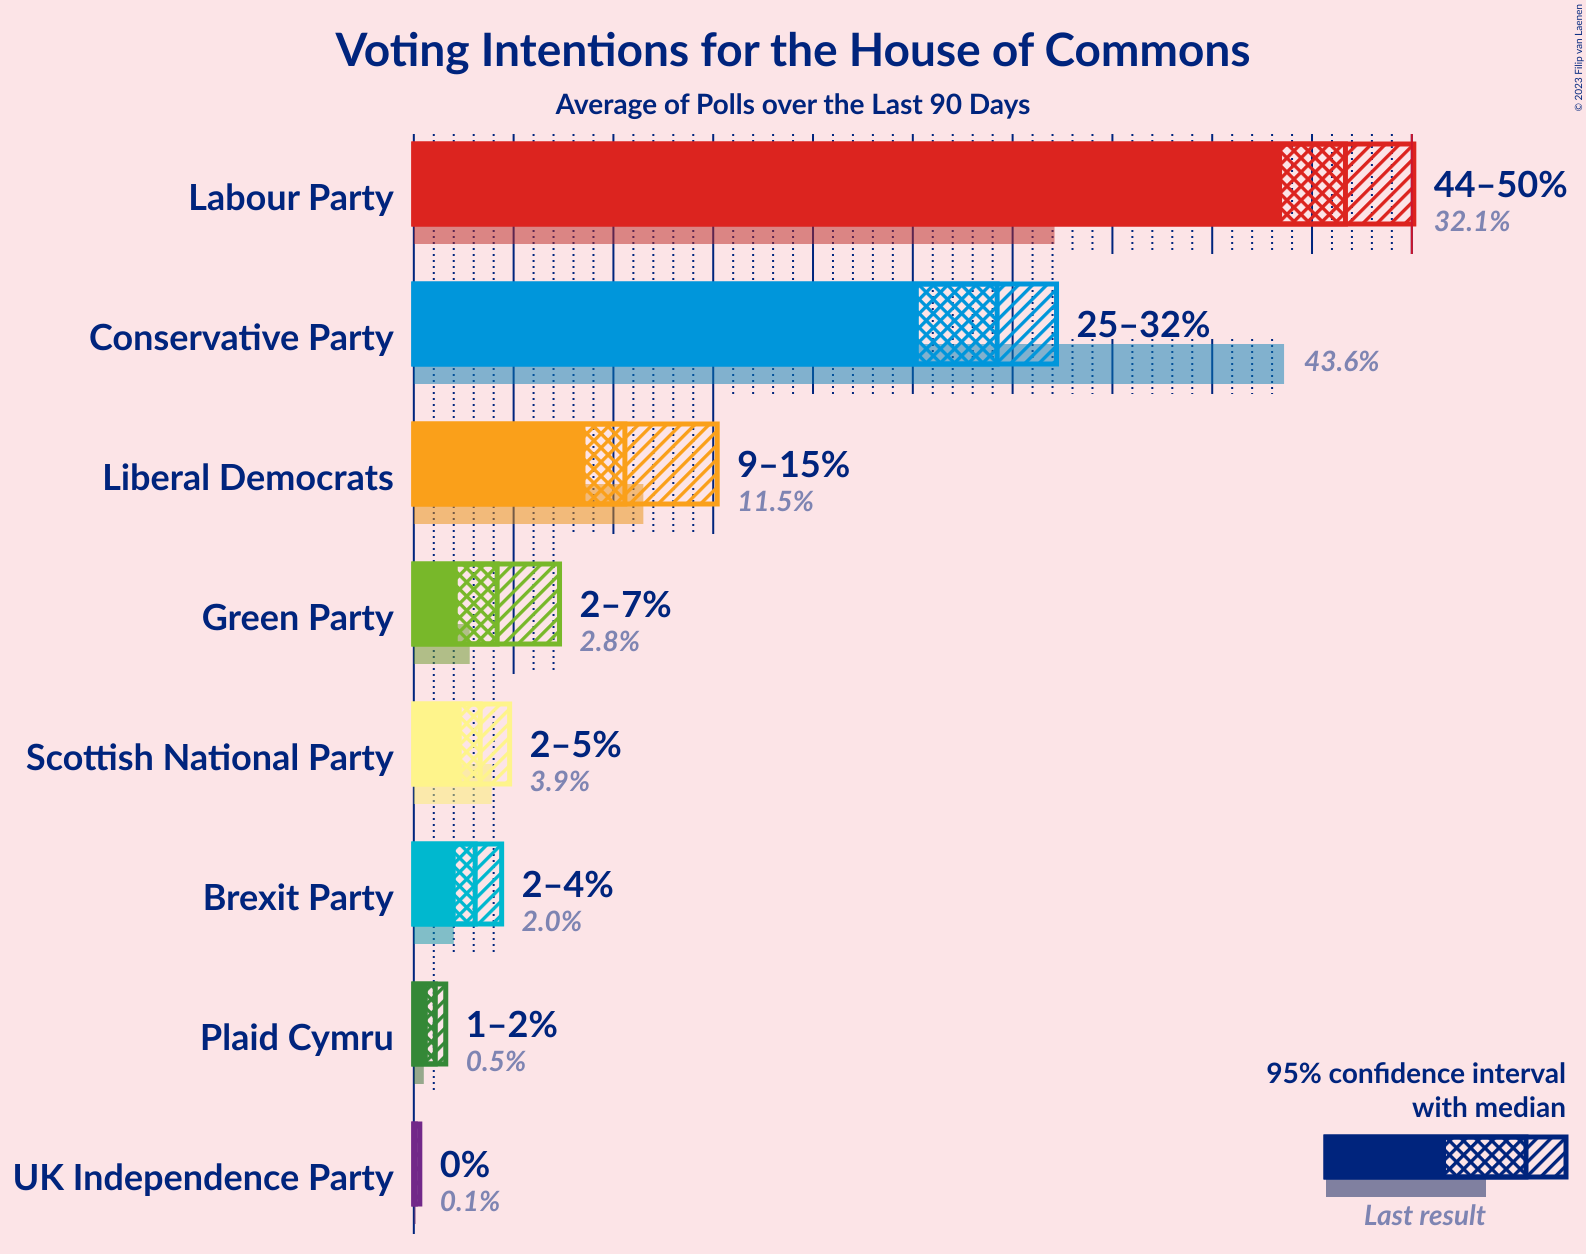 Voting Intentions for the House of Commons
Average of Polls over the Last 90 Days
© 2023 Filip van Laenen
Labour Party
44–50%
32.1%
Conservative Party
25–32%
43.6%
Liberal Democrats
9–15%
11.5%
Green Party
2–7%
2.8%
Scottish National Party
2–5%
3.9%
Brexit Party
2–4%
2.0%
Plaid Cymru
1–2%
0.5%
UK Independence Party
0%
0.1%
95% confidence interval
with median
Last result